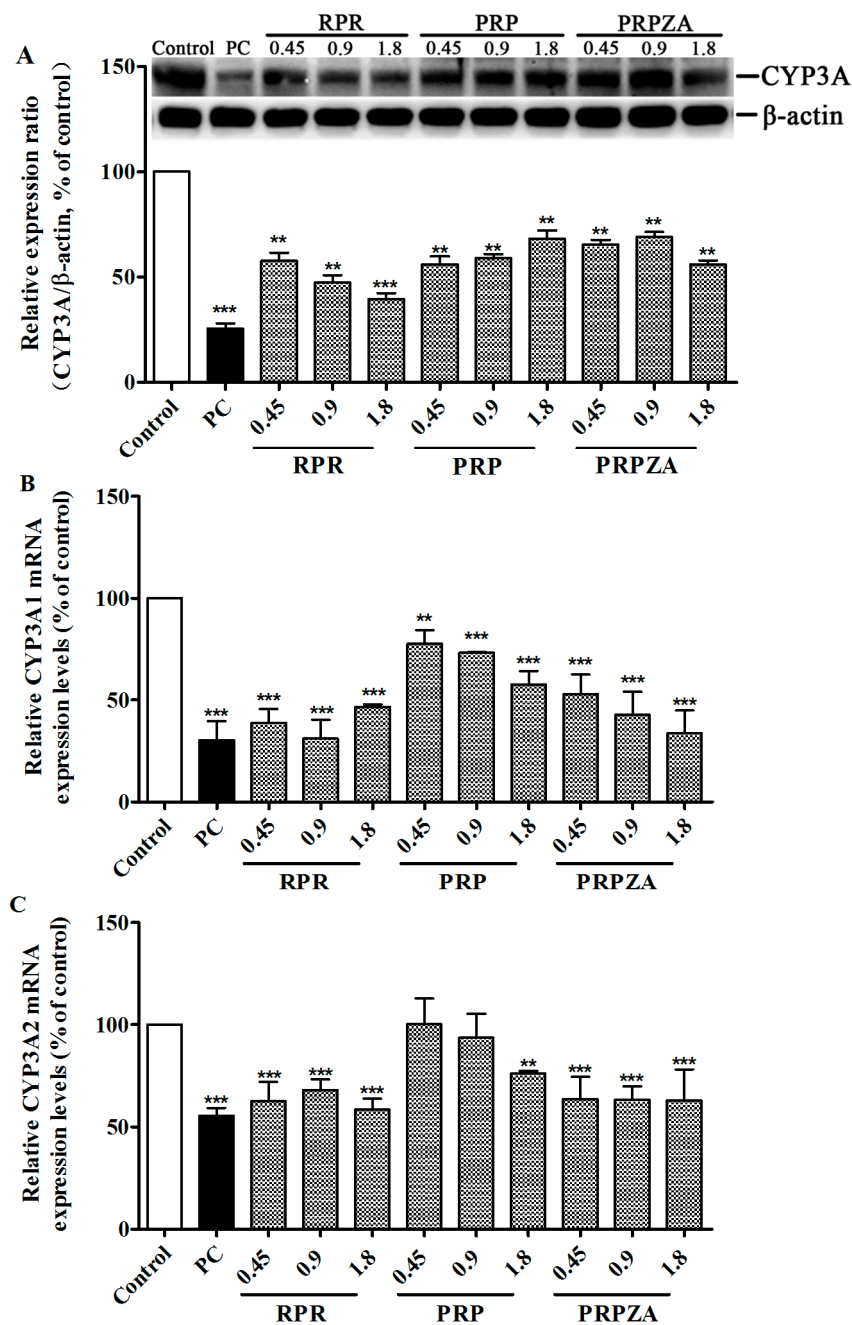 RPR PRP PRPZA
A Control PC 0.45 0.9 1.8 0.45 0.9 1.8 0.45 0.9 1.8
CYP3A
β-actin
Relative expression ratio
(CYP3A/β-actin, % of control)
150
100
50
0
** ** *** ** ** ** ** ** **
***
Control PC 0.45 0.9 1.8 0.45 0.9 1.8 0.45 0.9 1.8
RPR PRP PRPZA
B
Relative CYP3A1 mRNA
expression levels (% of control)
150
100
50
0
*** *** *** *** ** *** *** *** *** ***
Control PC 0.45 0.9 1.8 0.45 0.9 1.8 0.45 0.9 1.8
RPR PRP PRPZA
C
Relative CYP3A2 mRNA
expression levels (% of control)
150
100
50
0
*** *** *** *** ** *** *** ***
Control PC 0.45 0.9 1.8 0.45 0.9 1.8 0.45 0.9 1.8
RPR PRP PRPZA